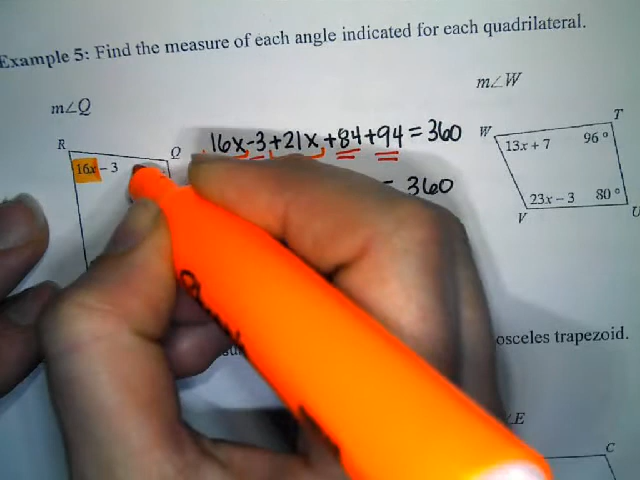 Example 5: Find the measure of each angle indicated for each quadrilateral.
m∠Q
m∠W
R
Q
16x – 3
16x-3+21x+84+94=360
= 360
W
T
13x + 7
96°
23x – 3
80°
V
U
osceles trapezoid.
∠E
C